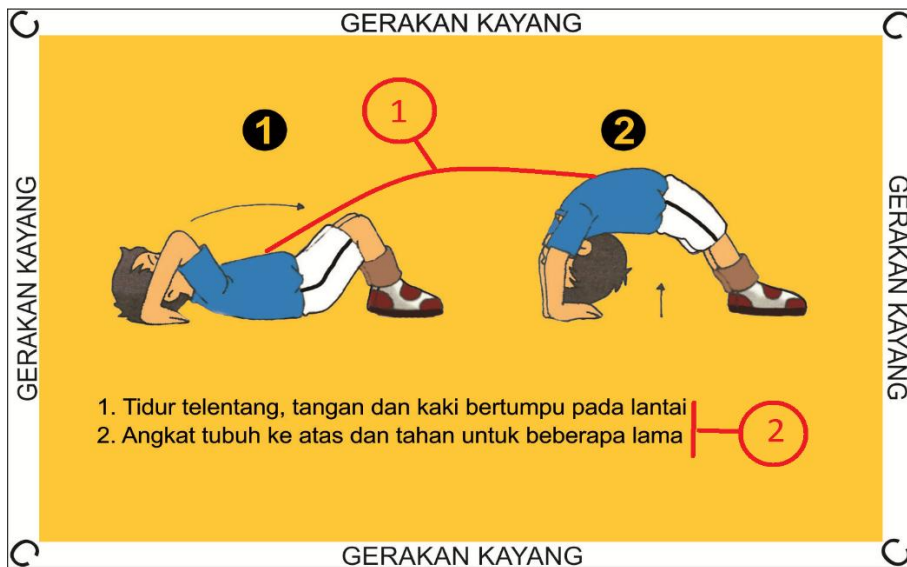 GERAKAN KAYANG
C
C
1
1
2
GERAKAN KAYANG
GERAKAN KAYANG
1. Tidur telentang, tangan dan kaki bertumpu pada lantai
2. Angkat tubuh ke atas dan tahan untuk beberapa lama
2
C
C
GERAKAN KAYANG